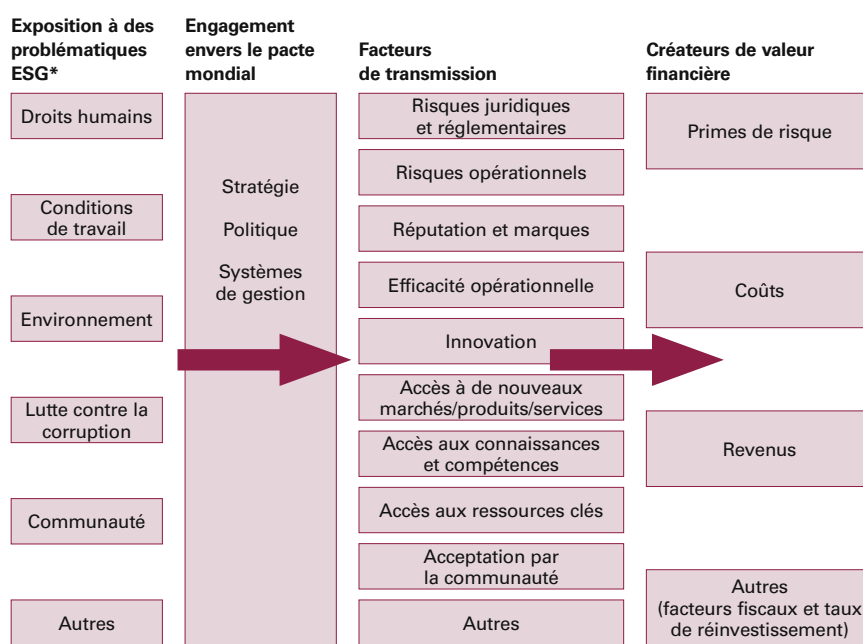 Exposition à des
problématiques
ESG*
Engagement
envers le pacte
mondial
Facteurs
de transmission
Créateurs de valeur
financière
Droits humains
Conditions
de travail
Environnement
Lutte contre la
corruption
Communauté
Autres
Stratégie
Politique
Systèmes
de gestion
Risques juridiques
et réglementaires
Risques opérationnels
Réputation et marques
Efficacité opérationnelle
Innovation
Accès à de nouveaux
marchés/produits/services
Accès aux connaissances
et compétences
Accès aux ressources clés
Acceptation par
la communauté
Autres
Primes de risque
Coûts
Revenus
Autres
(facteurs fiscaux et taux
de réinvestissement)